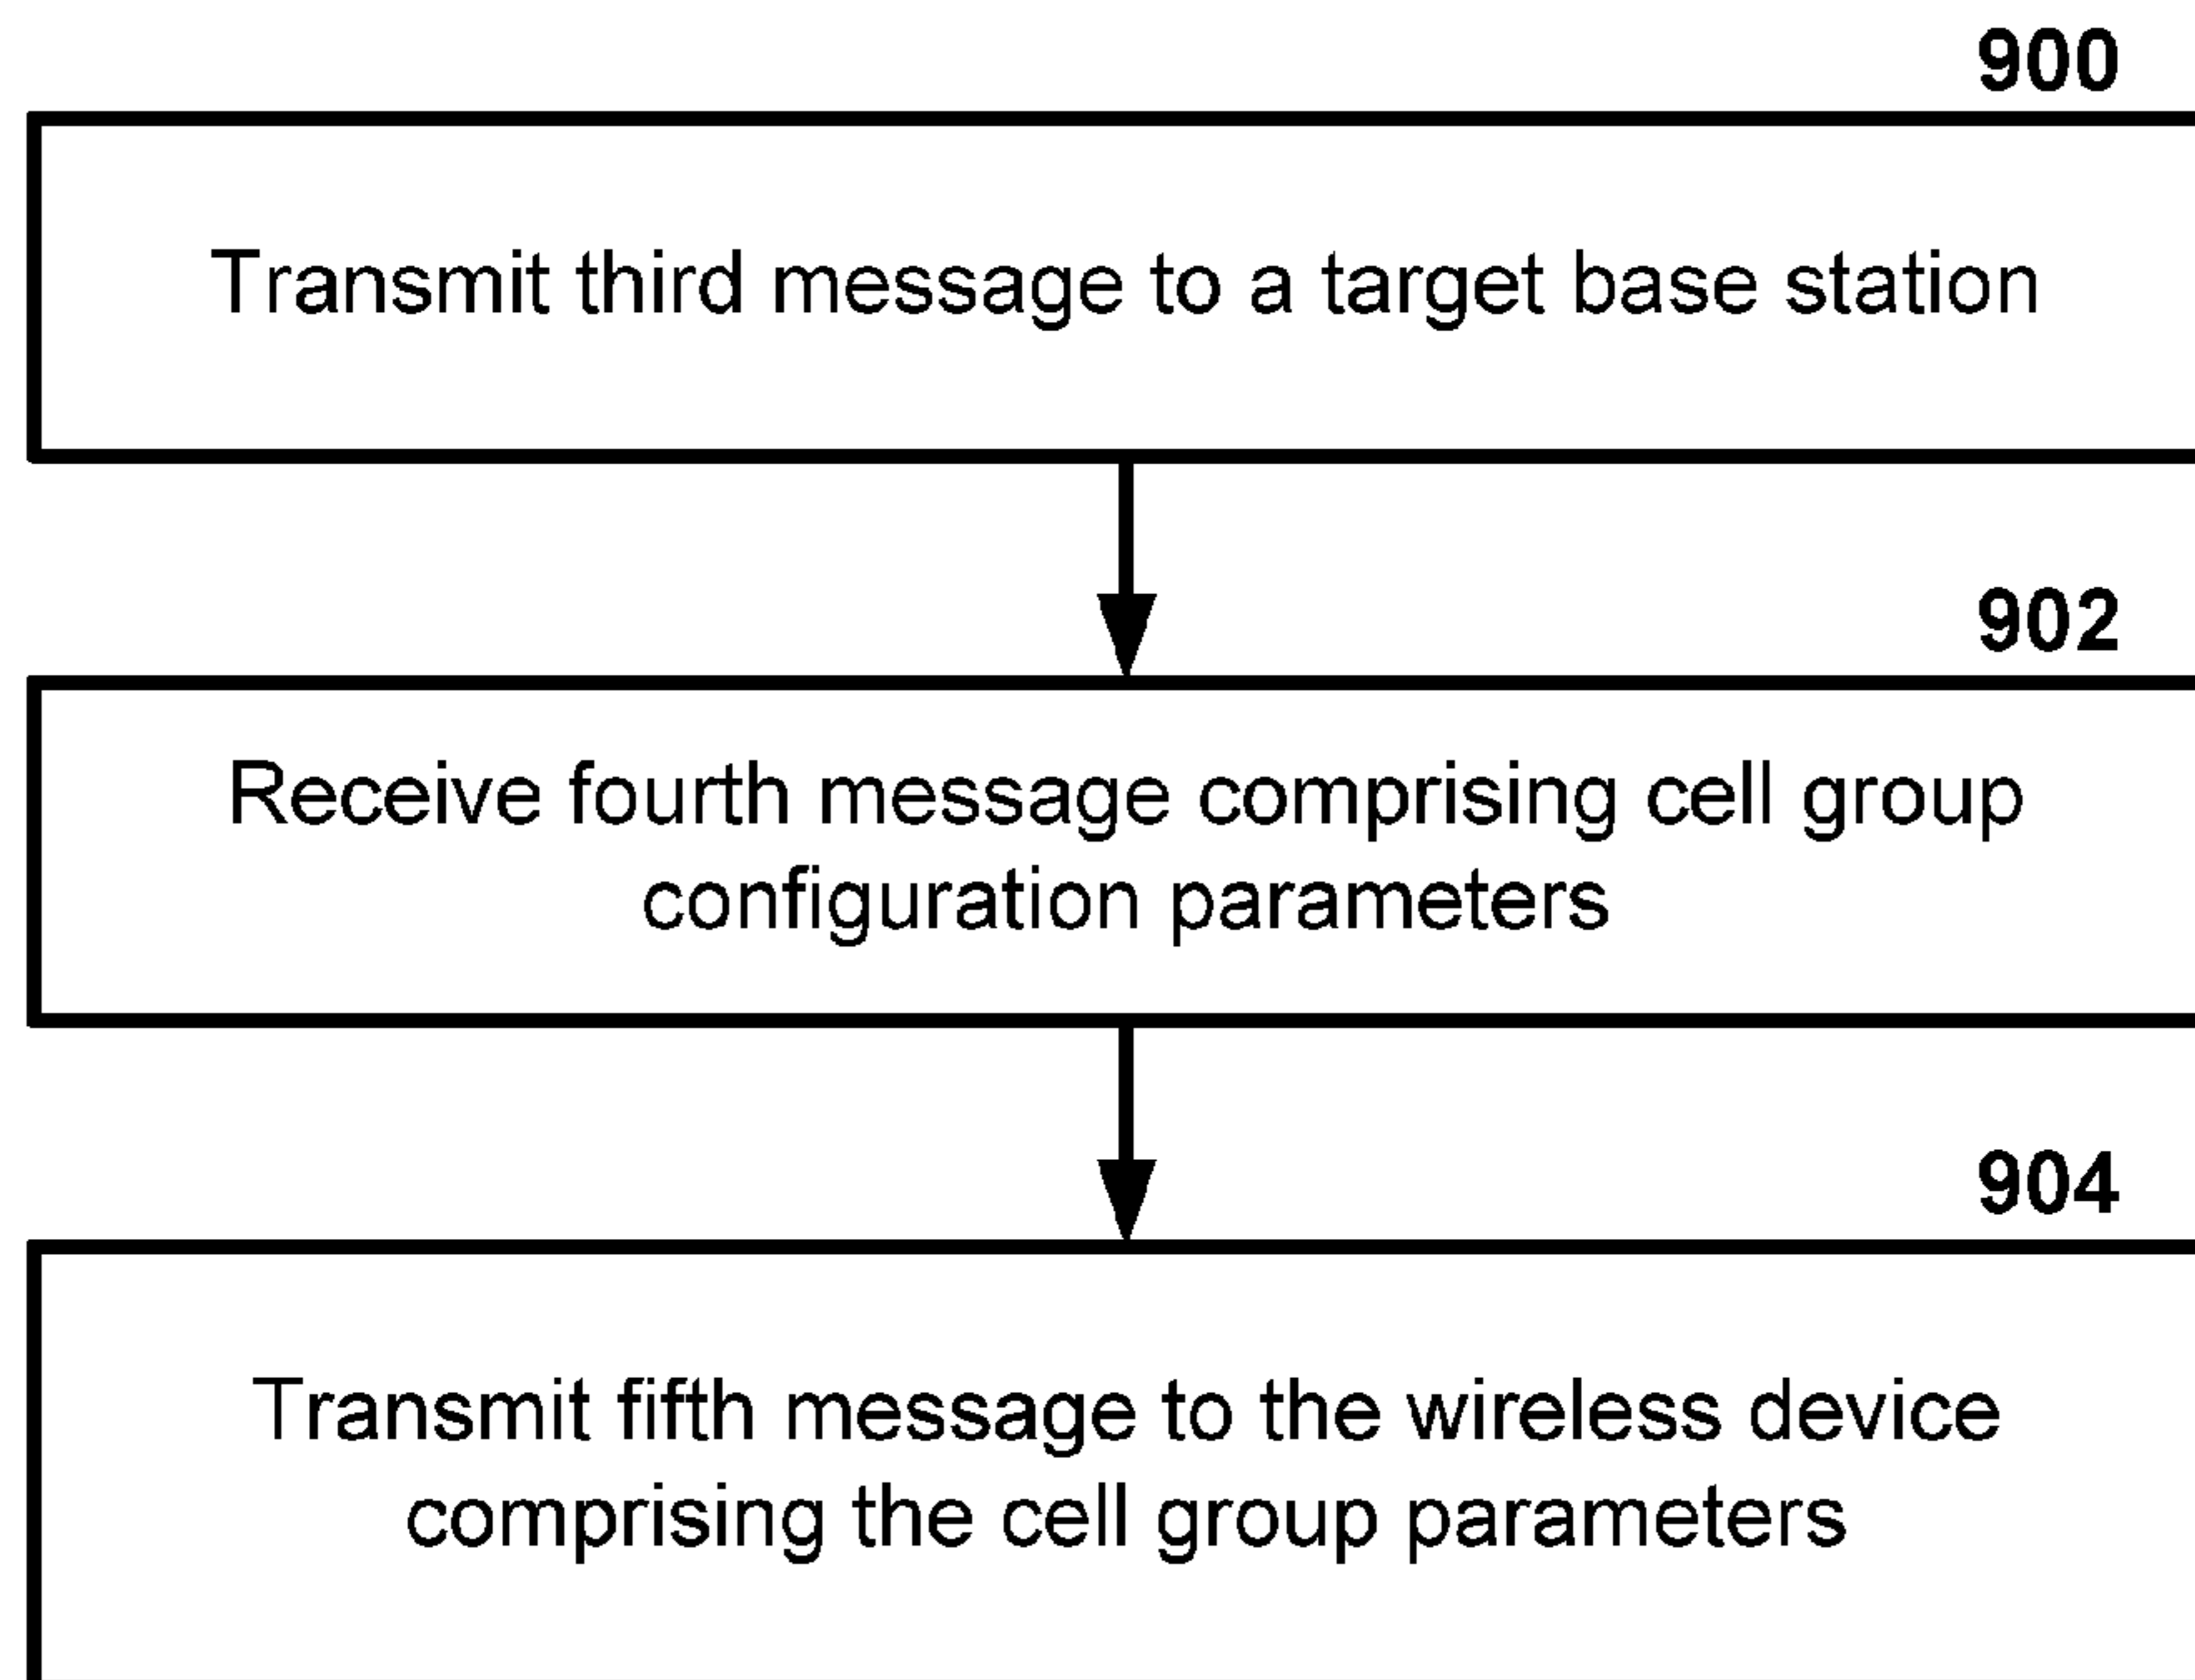 900
Transmit third message to a target base station
902
Receive fourth message comprising cell group
configuration parameters
904
Transmit fifth message to the wireless device
comprising the cell group parameters